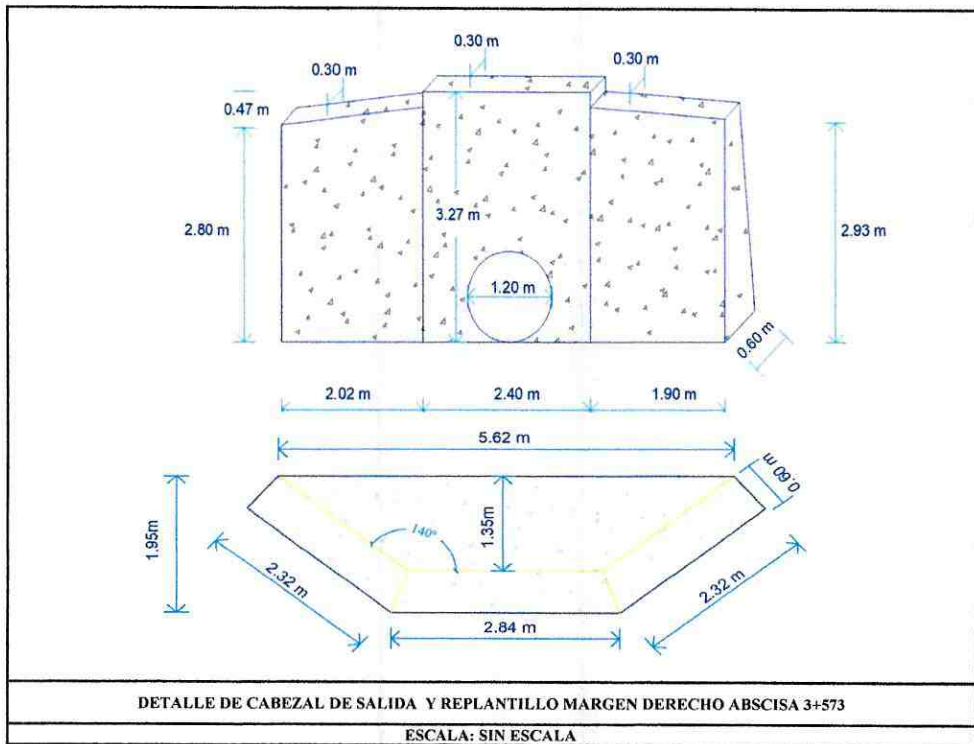 0.30 m
0.30 m
0.30 m
0.47 m
2.80 m
3.27 m
2.93 m
1.20 m
0.60 m
2.02 m
2.40 m
1.90 m
5.62 m
0.60 m
1.95m
1.35m
140°
2.32 m
2.32 m
2.84 m
DETALLE DE CABEZAL DE SALIDA Y REPLANTILLO MARGEN DERECHO ABSCISA 3+573
ESCALA: SIN ESCALA